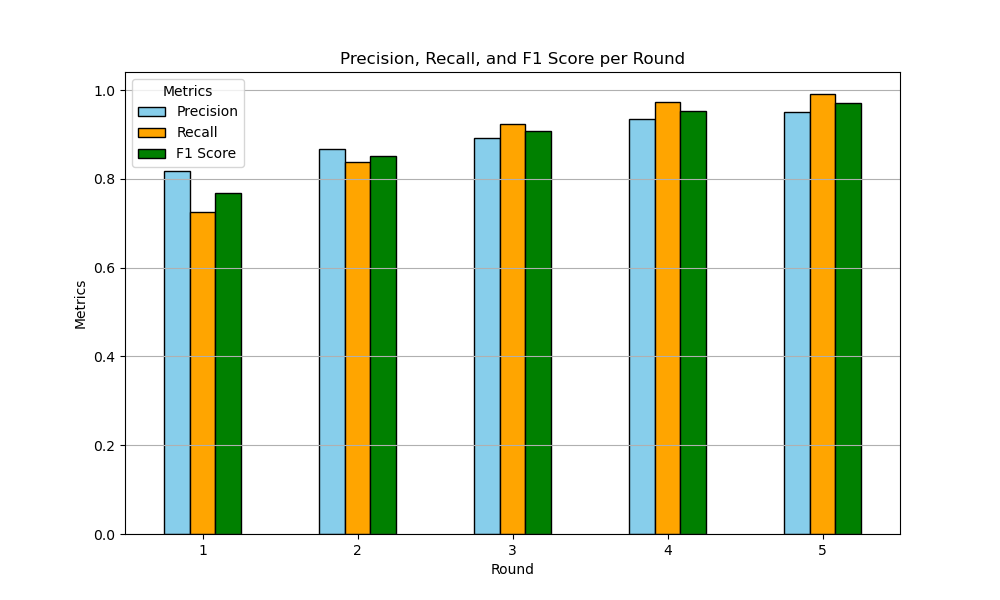 Precision, Recall, and F1 Score per Round
Metrics
Precision
Recall
F1 Score
1.0
0.8
0.6
0.4
0.2
0.0
Metrics
1 2 3 4 5
Round